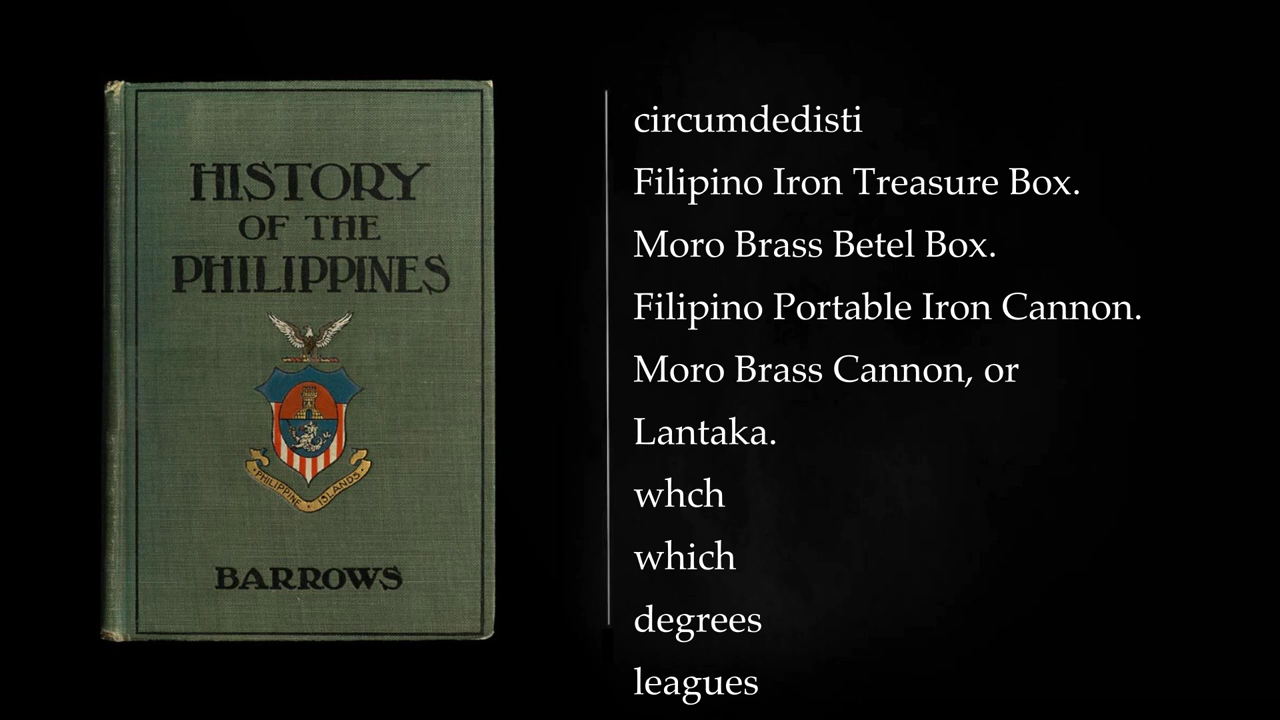 HISTORY
OF THE
PHILIPPINES
PHILIPPINE ISLANDS
BARROWS
circumdedisti
Filipino Iron Treasure Box.
Moro Brass Betel Box.
Filipino Portable Iron Cannon.
Moro Brass Cannon, or
Lantaka.
whch
which
degrees
leagues